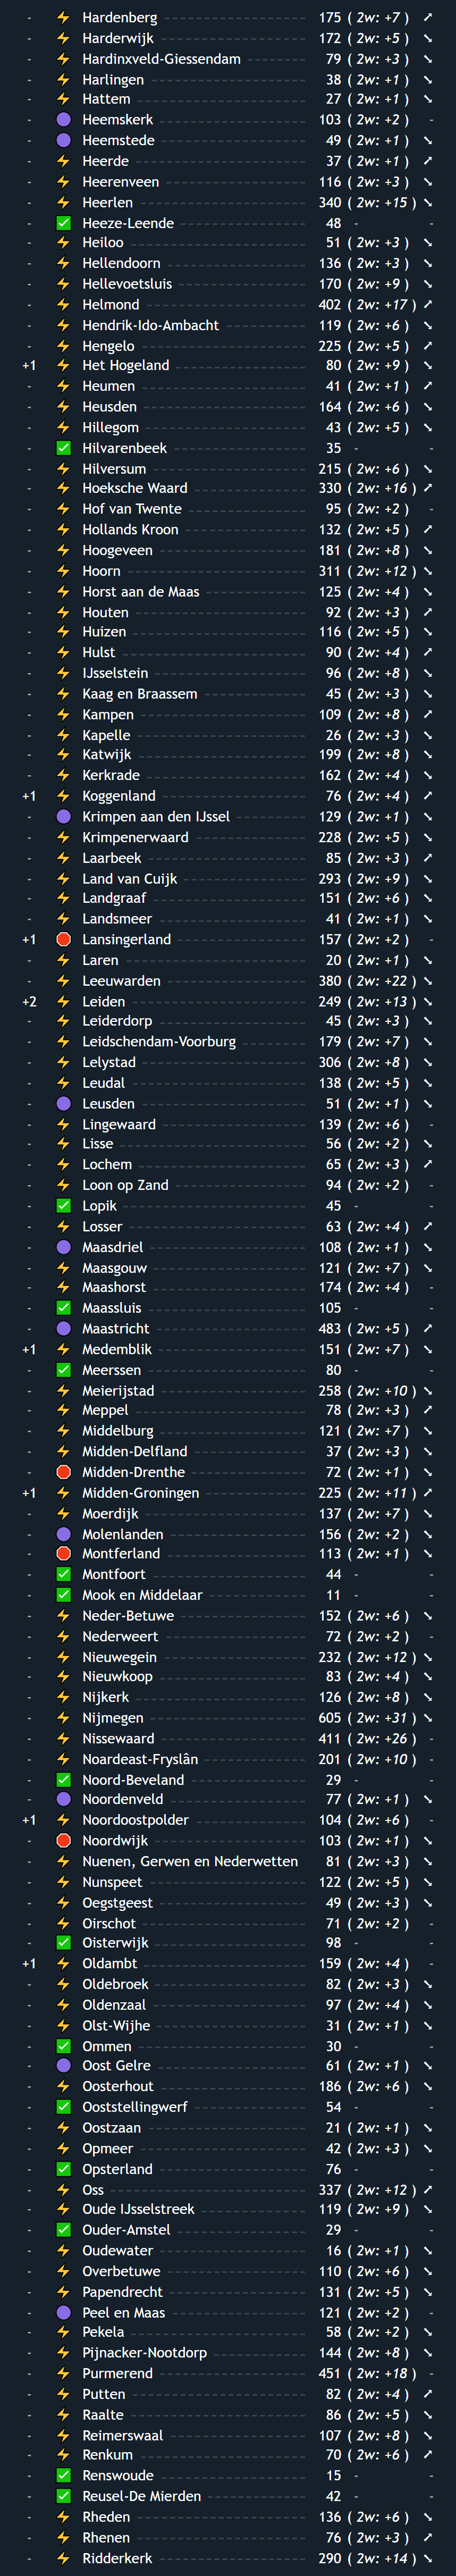 - ⚡ Hardenberg 175 ( 2w: +7 ) ➚
- ⚡ Harderwijk 172 ( 2w: +5 ) ➘
- ⚡ Hardinxveld-Giessendam 79 ( 2w: +3 ) ➘
- ⚡ Harlingen 38 ( 2w: +1 ) ➘
- ⚡ Hattem 27 ( 2w: +1 ) ➘
- 🟣 Heemskerk 103 ( 2w: +2 ) -
- 🟣 Heemstede 49 ( 2w: +1 ) ➘
- ⚡ Heerde 37 ( 2w: +1 ) ➚
- ⚡ Heerenveen 116 ( 2w: +3 ) ➘
- ⚡ Heerlen 340 ( 2w: +15 ) ➘
- ✅ Heeze-Leende 48 - -
- ⚡ Heiloo 51 ( 2w: +3 ) ➘
- ⚡ Hellendoorn 136 ( 2w: +3 ) ➘
- ⚡ Hellevoetsluis 170 ( 2w: +9 ) ➘
- ⚡ Helmond 402 ( 2w: +17 ) ➚
- ⚡ Hendrik-Ido-Ambacht 119 ( 2w: +6 ) ➘
- ⚡ Hengelo 225 ( 2w: +5 ) ➚
+1 ⚡ Het Hogeland 80 ( 2w: +9 ) ➘
- ⚡ Heumen 41 ( 2w: +1 ) ➚
- ⚡ Heusden 164 ( 2w: +6 ) ➘
- ⚡ Hillegom 43 ( 2w: +5 ) ➘
- ✅ Hilvarenbeek 35 - -
- ⚡ Hilversum 215 ( 2w: +6 ) ➘
- ⚡ Hoeksche Waard 330 ( 2w: +16 ) ➚
- ⚡ Hof van Twente 95 ( 2w: +2 ) -
- ⚡ Hollands Kroon 132 ( 2w: +5 ) ➚
- ⚡ Hoogeveen 181 ( 2w: +8 ) ➘
- ⚡ Hoorn 311 ( 2w: +12 ) ➘
- ⚡ Horst aan de Maas 125 ( 2w: +4 ) ➘
- ⚡ Houten 92 ( 2w: +3 ) ➚
- ⚡ Huizen 116 ( 2w: +5 ) ➘
- ⚡ Hulst 90 ( 2w: +4 ) ➚
- ⚡ IJsselstein 96 ( 2w: +8 ) ➘
- ⚡ Kaag en Braassem 45 ( 2w: +3 ) ➘
- ⚡ Kampen 109 ( 2w: +8 ) ➚
- ⚡ Kapelle 26 ( 2w: +3 ) ➘
- ⚡ Katwijk 199 ( 2w: +8 ) ➘
- ⚡ Kerkrade 162 ( 2w: +4 ) ➘
+1 ⚡ Koggenland 76 ( 2w: +4 ) ➚
- 🟣 Krimpen aan den IJssel 129 ( 2w: +1 ) ➘
- ⚡ Krimpenerwaard 228 ( 2w: +5 ) ➘
- ⚡ Laarbeek 85 ( 2w: +3 ) ➚
- ⚡ Land van Cuijk 293 ( 2w: +9 ) ➘
- ⚡ Landgraaf 151 ( 2w: +6 ) ➘
- ⚡ Landsmeer 41 ( 2w: +1 ) ➘
+1 🛑 Lansingerland 157 ( 2w: +2 ) -
- ⚡ Laren 20 ( 2w: +1 ) ➘
- ⚡ Leeuwarden 380 ( 2w: +22 ) ➘
+2 ⚡ Leiden 249 ( 2w: +13 ) ➘
- ⚡ Leiderdorp 45 ( 2w: +3 ) ➘
- ⚡ Leidschendam-Voorburg 179 ( 2w: +7 ) ➘
- ⚡ Lelystad 306 ( 2w: +8 ) ➘
- ⚡ Leudal 138 ( 2w: +5 ) ➘
- 🟣 Leusden 51 ( 2w: +1 ) ➘
- ⚡ Lingewaard 139 ( 2w: +6 ) -
- ⚡ Lisse 56 ( 2w: +2 ) ➘
- ⚡ Lochem 65 ( 2w: +3 ) ➚
- ⚡ Loon op Zand 94 ( 2w: +2 ) -
- ✅ Lopik 45 - -
- ⚡ Losser 63 ( 2w: +4 ) ➚
- 🟣 Maasdriel 108 ( 2w: +1 ) ➘
- ⚡ Maasgouw 121 ( 2w: +7 ) ➘
- ⚡ Maashorst 174 ( 2w: +4 ) -
- ✅ Maassluis 105 - -
- 🟣 Maastricht 483 ( 2w: +5 ) ➚
+1 ⚡ Medemblik 151 ( 2w: +7 ) ➘
- ✅ Meerssen 80 - -
- ⚡ Meierijstad 258 ( 2w: +10 ) ➘
- ⚡ Meppel 78 ( 2w: +3 ) ➚
- ⚡ Middelburg 121 ( 2w: +7 ) ➘
- ⚡ Midden-Delfland 37 ( 2w: +3 ) ➘
- 🛑 Midden-Drenthe 72 ( 2w: +1 ) ➘
+1 ⚡ Midden-Groningen 225 ( 2w: +11 ) ➚
- ⚡ Moerdijk 137 ( 2w: +7 ) ➘
- 🟣 Molenlanden 156 ( 2w: +2 ) ➘
- 🛑 Montferland 113 ( 2w: +1 ) ➘
- ✅ Montfoort 44 - -
- ✅ Mook en Middelaar 11 - -
- ⚡ Neder-Betuwe 152 ( 2w: +6 ) ➘
- ⚡ Nederweert 72 ( 2w: +2 ) -
- ⚡ Nieuwegein 232 ( 2w: +12 ) ➘
- ⚡ Nieuwkoop 83 ( 2w: +4 ) ➘
- ⚡ Nijkerk 126 ( 2w: +8 ) ➘
- ⚡ Nijmegen 605 ( 2w: +31 ) ➘
- ⚡ Nissewaard 411 ( 2w: +26 ) -
- ⚡ Noardeast-Fryslân 201 ( 2w: +10 ) -
- ✅ Noord-Beveland 29 - -
- 🟣 Noordenveld 77 ( 2w: +1 ) ➘
+1 ⚡ Noordoostpolder 104 ( 2w: +6 ) -
- 🛑 Noordwijk 103 ( 2w: +1 ) ➘
- ⚡ Nuenen, Gerwen en Nederwetten 81 ( 2w: +3 ) ➘
- ⚡ Nunspeet 122 ( 2w: +5 ) ➘
- ⚡ Oegstgeest 49 ( 2w: +3 ) ➘
- ⚡ Oirschot 71 ( 2w: +2 ) -
- ✅ Oisterwijk 98 - -
+1 ⚡ Oldambt 159 ( 2w: +4 ) -
- ⚡ Oldebroek 82 ( 2w: +3 ) ➘
- ⚡ Oldenzaal 97 ( 2w: +4 ) ➘
- ⚡ Olst-Wijhe 31 ( 2w: +1 ) ➘
- ✅ Ommen 30 - -
- 🟣 Oost Gelre 61 ( 2w: +1 ) ➘
- ⚡ Oosterhout 186 ( 2w: +6 ) ➘
- ✅ Ooststellingwerf 54 - -
- ⚡ Oostzaan 21 ( 2w: +1 ) ➘
- ⚡ Opmeer 42 ( 2w: +3 ) ➘
- ✅ Opsterland 76 - -
- ⚡ Oss 337 ( 2w: +12 ) ➚
- ⚡ Oude IJsselstreek 119 ( 2w: +9 ) ➘
- ✅ Ouder-Amstel 29 - -
- ⚡ Oudewater 16 ( 2w: +1 ) ➘
- ⚡ Overbetuwe 110 ( 2w: +6 ) ➘
- ⚡ Papendrecht 131 ( 2w: +5 ) ➘
- 🟣 Peel en Maas 121 ( 2w: +2 ) -
- ⚡ Pekela 58 ( 2w: +2 ) ➘
- ⚡ Pijnacker-Nootdorp 144 ( 2w: +8 ) ➘
- ⚡ Purmerend 451 ( 2w: +18 ) -
- ⚡ Putten 82 ( 2w: +4 ) ➚
- ⚡ Raalte 86 ( 2w: +5 ) ➘
- ⚡ Reimerswaal 107 ( 2w: +8 ) ➘
- ⚡ Renkum 70 ( 2w: +6 ) ➚
- ✅ Renswoude 15 - -
- ✅ Reusel-De Mierden 42 - -
- ⚡ Rheden 136 ( 2w: +6 ) ➘
- ⚡ Rhenen 76 ( 2w: +3 ) ➚
- ⚡ Ridderkerk 290 ( 2w: +14 ) ➘